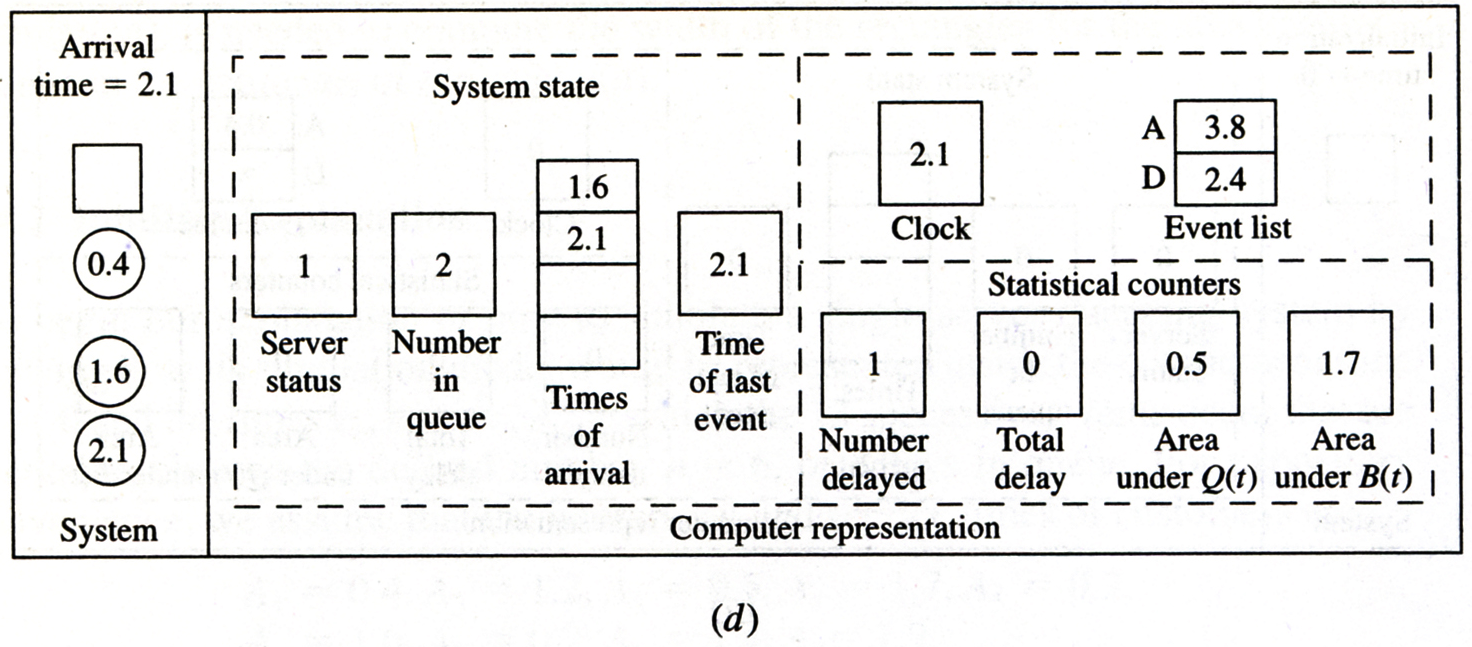 Arrival
time = 2.1
0.4
1.6
2.1
System
System state
1
Server
status
2
Number
in
queue
1.6
2.1
Times
of
arrival
2.1
Time
of last
event
2.1
Clock
A 3.8
D 2.4
Event list
Statistical counters
1
Number
delayed
0
Total
delay
0.5
Area
under Q(t)
1.7
Area
under B(t)
Computer representation
(d)